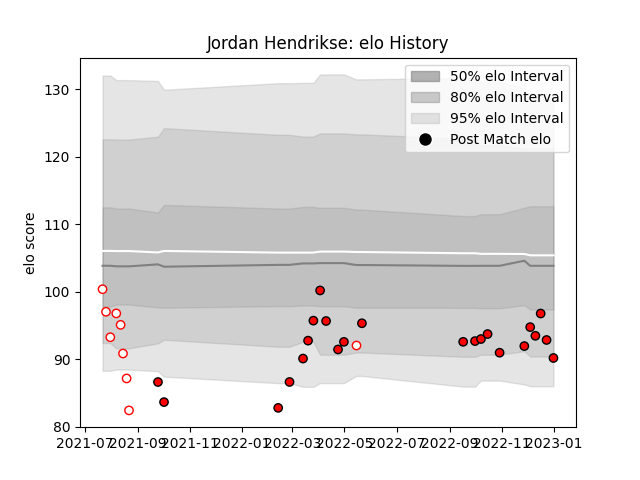 Jordan Hendrikse: elo History
50% elo Interval
80% elo Interval
95% elo Interval
Post Match elo
elo score
130
120
110
100
90
80
2021-07 2021-09 2021-11 2022-01 2022-03 2022-05 2022-07 2022-09 2022-11 2023-01